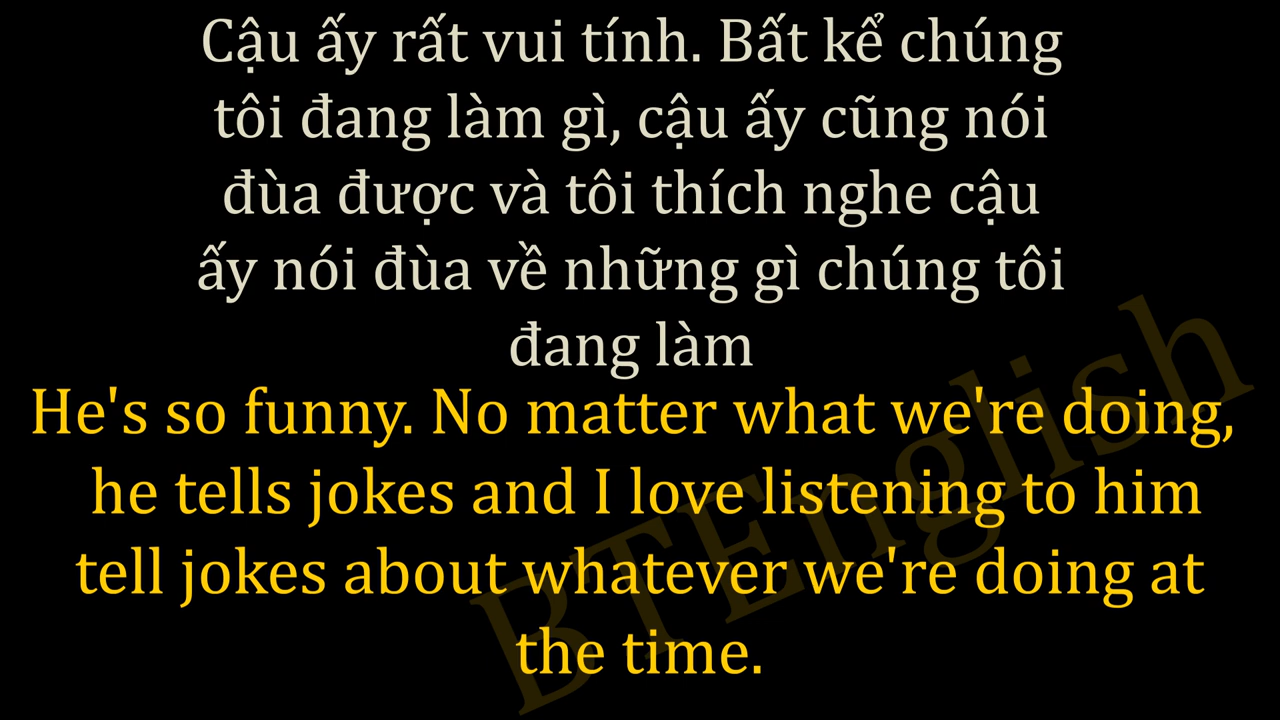 Cậu ấy rất vui tính. Bất kể chúng
tôi đang làm gì, cậu ấy cũng nói
đùa được và tôi thích nghe cậu
ấy nói đùa về những gì chúng tôi
đang làm
He's so funny. No matter what we're doing,
he tells jokes and I love listening to him
tell jokes about whatever we're doing at
the time.
BTEnglish